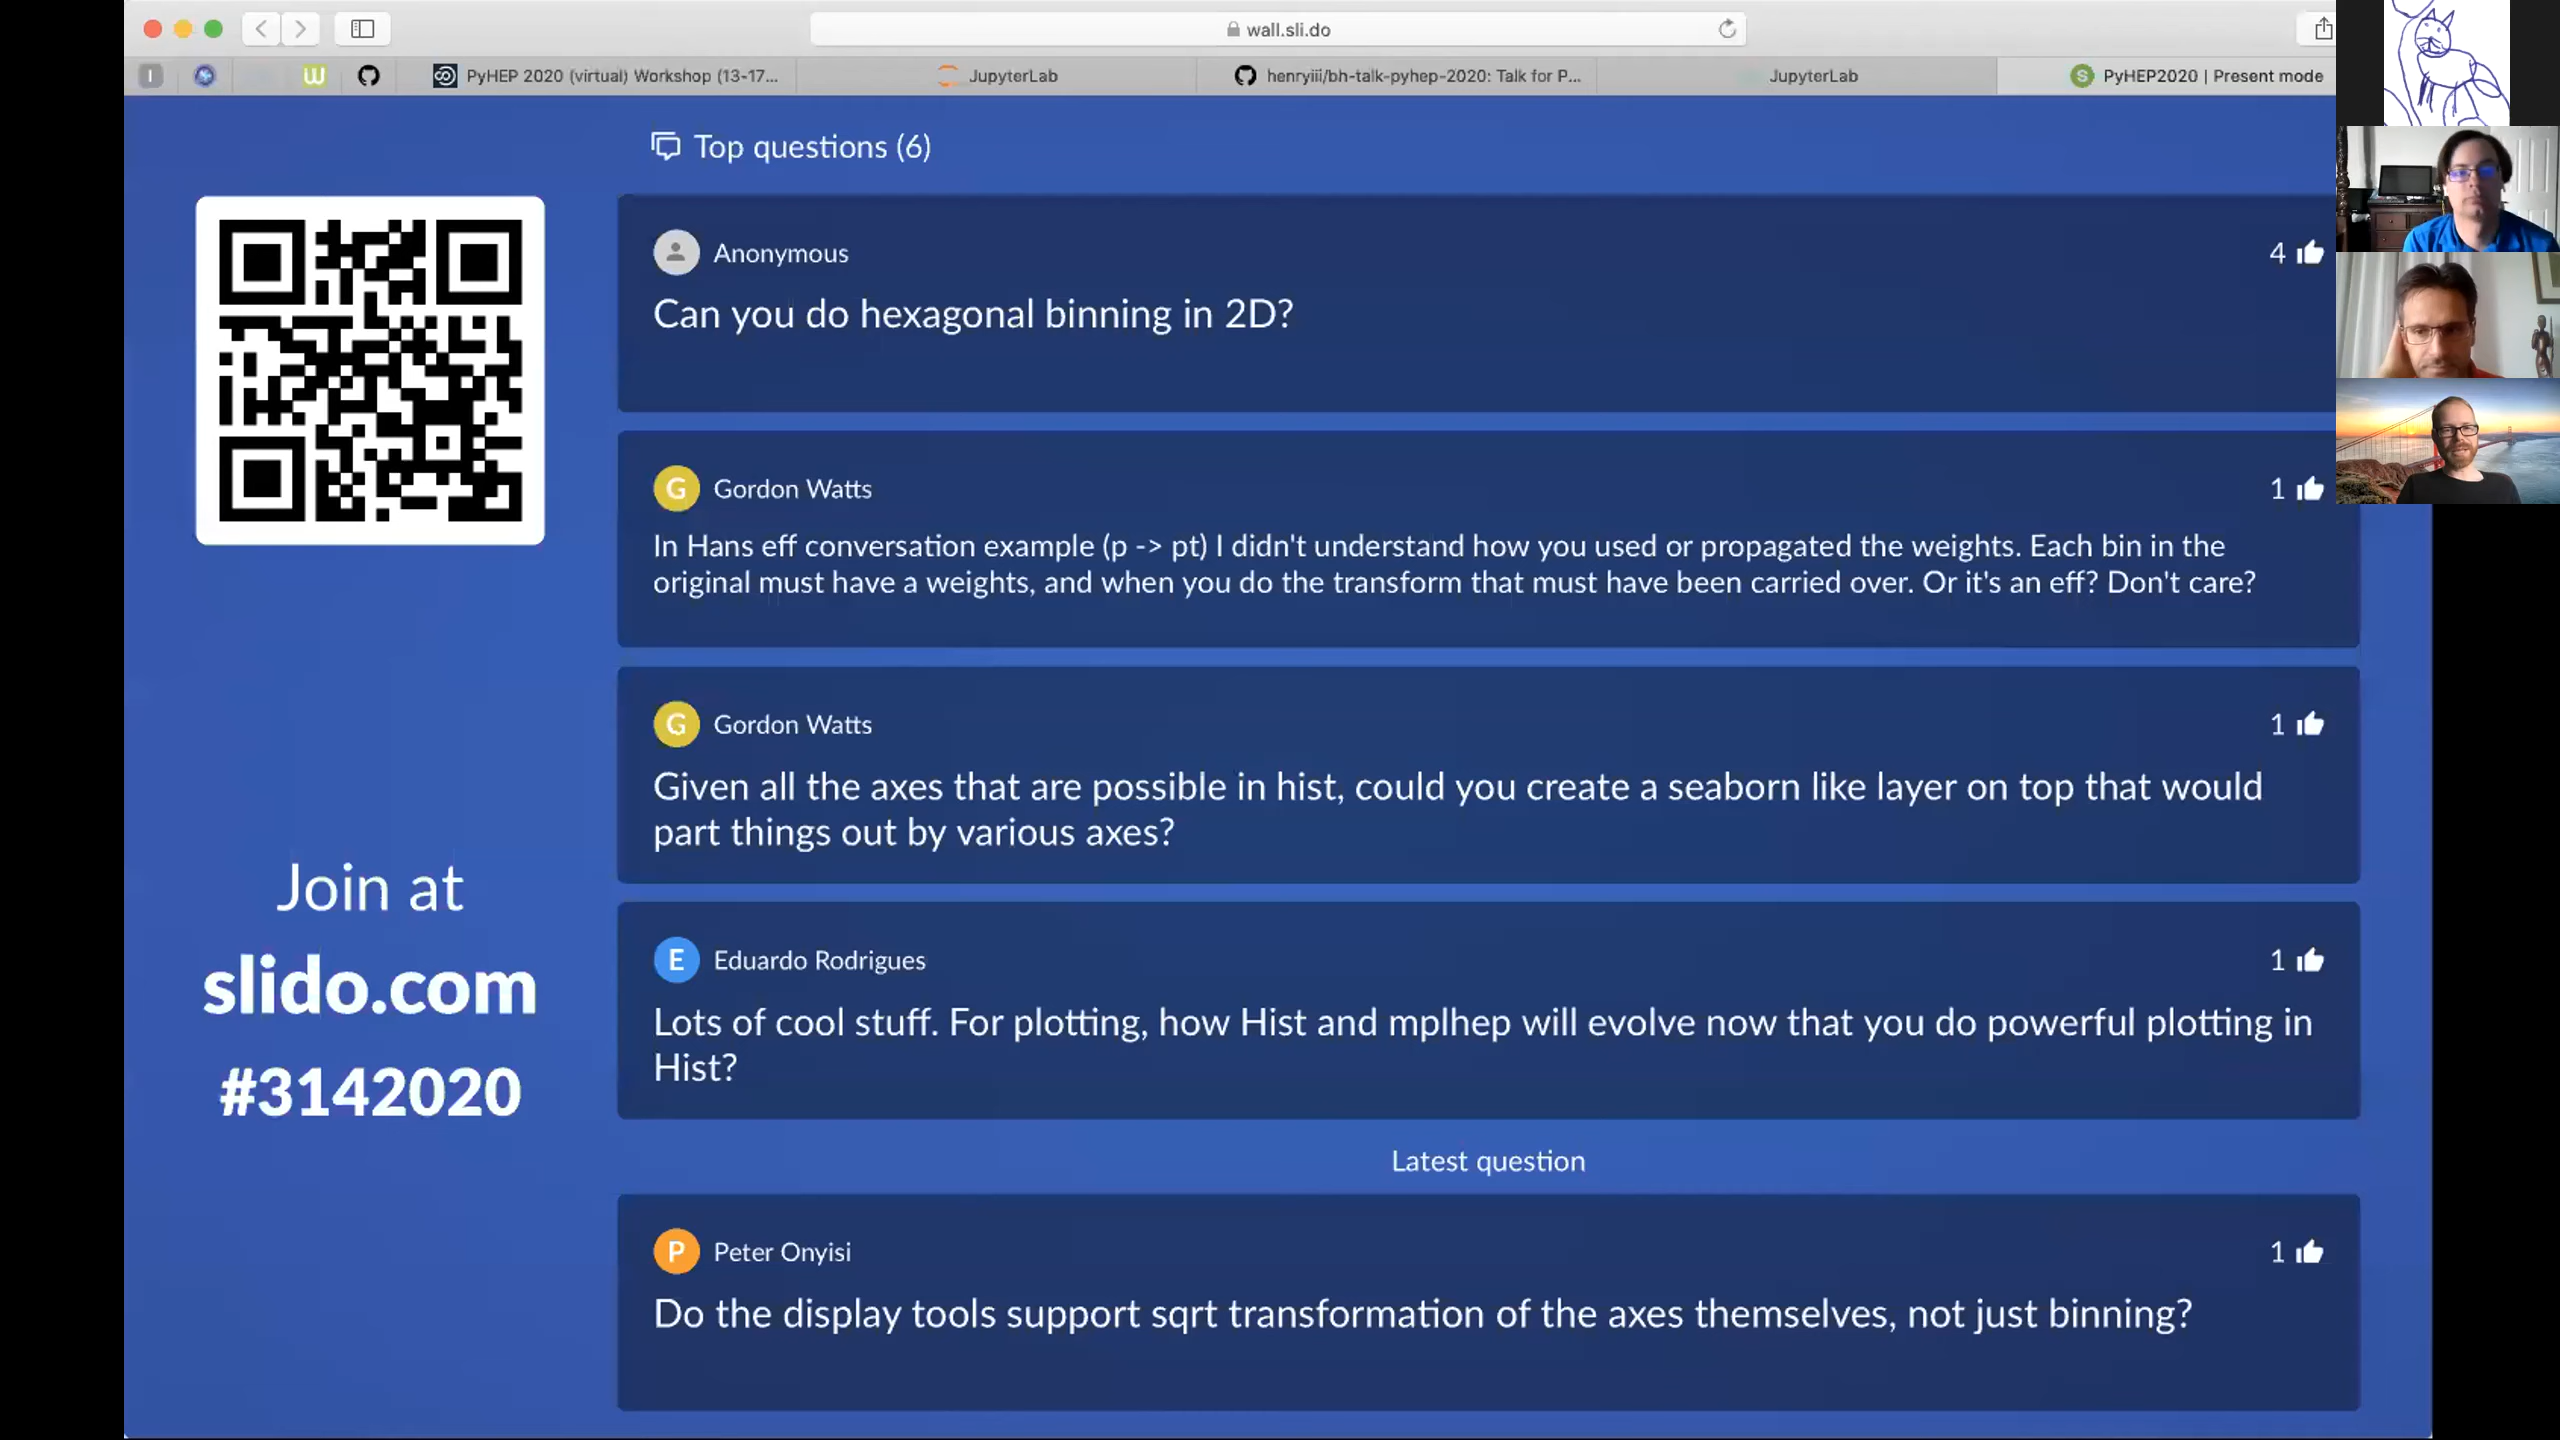 wall.sli.do
I
W
PyHEP 2020 (virtual) Workshop (13-17...
JupyterLab
henryiii/bh-talk-pyhep-2020: Talk for P...
JupyterLab
S PyHEP2020 | Present mode
Top questions (6)
Anonymous
4
Can you do hexagonal binning in 2D?
G Gordon Watts
1
In Hans eff conversation example (p -> pt) I didn't understand how you used or propagated the weights. Each bin in the
original must have a weights, and when you do the transform that must have been carried over. Or it's an eff? Don't care?
G Gordon Watts
1
Given all the axes that are possible in hist, could you create a seaborn like layer on top that would
part things out by various axes?
E Eduardo Rodrigues
1
Lots of cool stuff. For plotting, how Hist and mplhep will evolve now that you do powerful plotting in
Hist?
Latest question
P Peter Onyisi
1
Do the display tools support sqrt transformation of the axes themselves, not just binning?
Join at
slido.com
#3142020